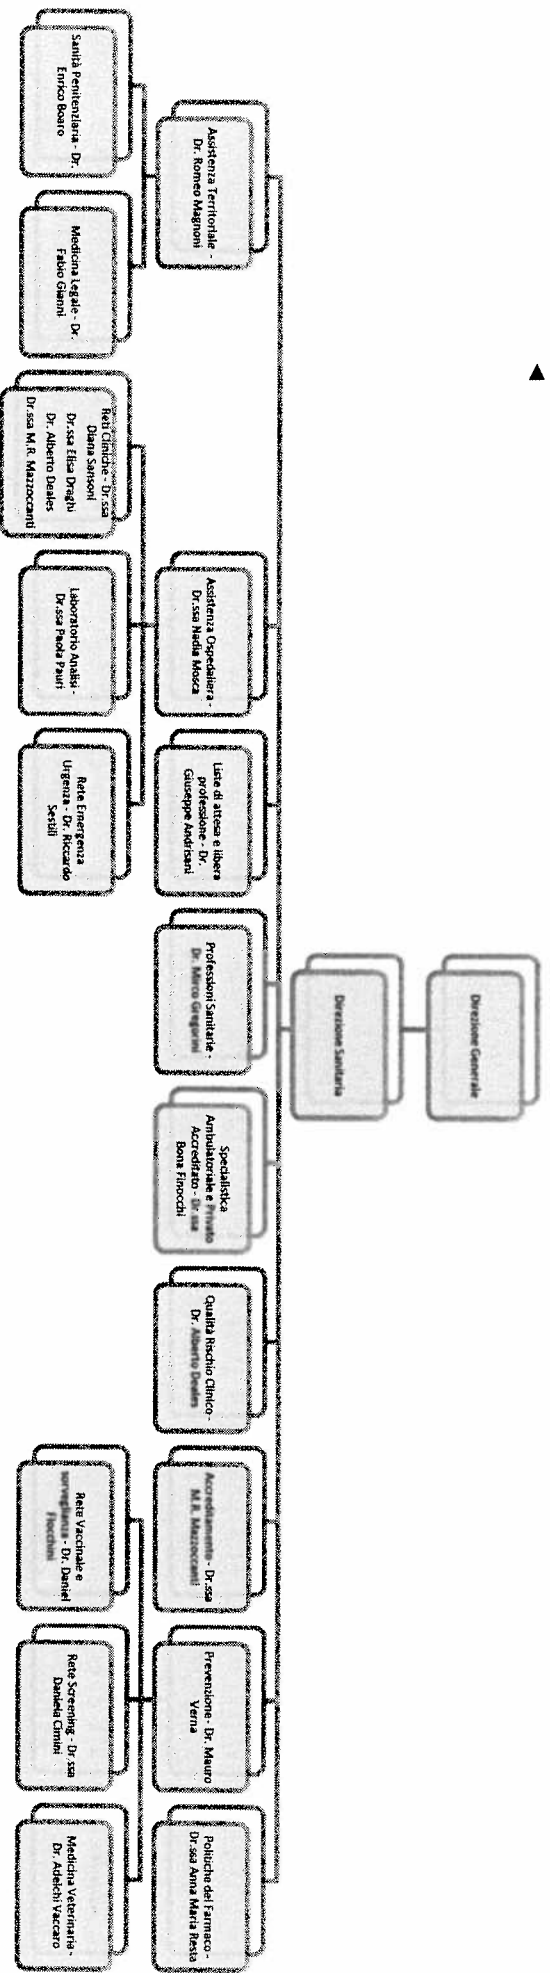 Direzione Generale
Direzione Sanitaria
Assistenza Territoriale -
Dr. Romeo Magnoni
Assistenza Ospedaliera -
Dr.ssa Nadia Mosca
Liste di attesa e libera
professione - Dr.
Giuseppe Andrisani
Professioni Sanitarie -
Dr. Mirco Gregorini
Specialistica
Ambulatoriale e Privato
Accreditato - Dr.ssa
Bona Finocchi
Qualità Rischio Clinico -
Dr. Alberto Deales
Accreditamento - Dr.ssa
M.R. Mazzoccanti
Prevenzione - Dr. Mauro
Verna
Politiche del Farmaco -
Dr.ssa Anna Maria Resta
Sanità Penitenziaria - Dr.
Enrico Boaro
Medicina Legale - Dr.
Fabio Gianni
Reti Cliniche - Dr.ssa
Diana Sansoni
Dr.ssa Elisa Draghi
Dr. Alberto Deales
Dr.ssa M.R. Mazzoccanti
Laboratorio Analisi -
Dr.ssa Paola Pauri
Rete Emergenza
Urgenza - Dr. Riccardo
Sestili
Rete Vaccinale e
sorveglianza - Dr. Daniel
Fiocchini
Rete Screening - Dr.ssa
Daniela Cimini
Medicina Veterinaria -
Dr. Adelchi Vaccaro